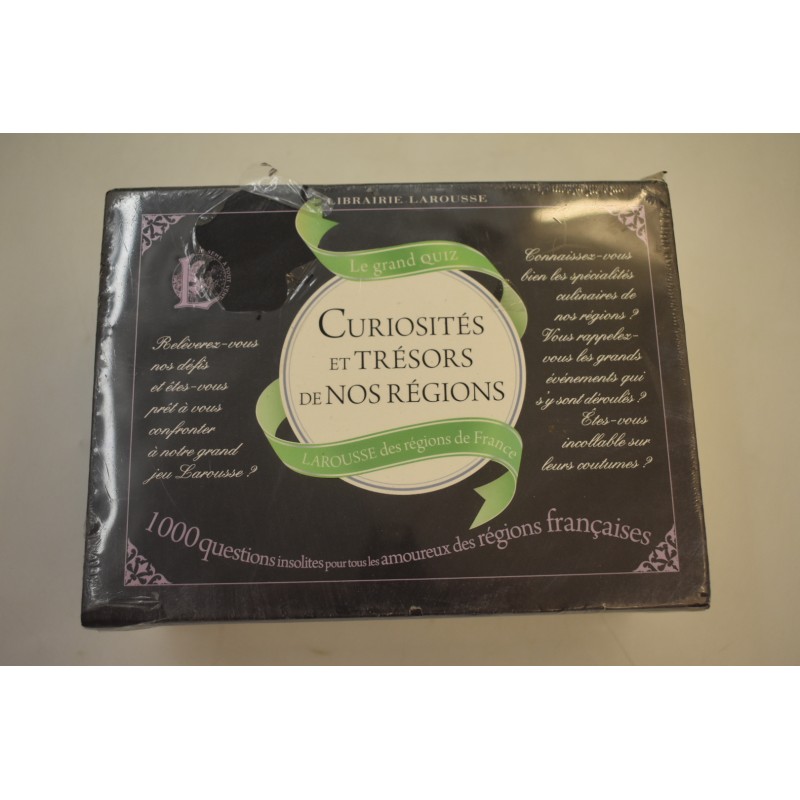 LIBRAIRIE LAROUSSE
Le grand QUIZ
CURIOSITÉS
ET TRÉSORS
DE NOS RÉGIONS
LAROUSSE des régions de France
L
Relèverez-vous
nos défis
et êtes-vous
prêt à vous
confronter
à notre grand
jeu Larousse ?
Connaissez-vous
bien les spécialités
culinaires de
nos régions ?
Vous rappelez-
vous les grands
événements qui
s'y sont déroulés ?
Êtes-vous
incollable sur
leurs coutumes ?
1000 questions insolites pour tous les amoureux des régions françaises